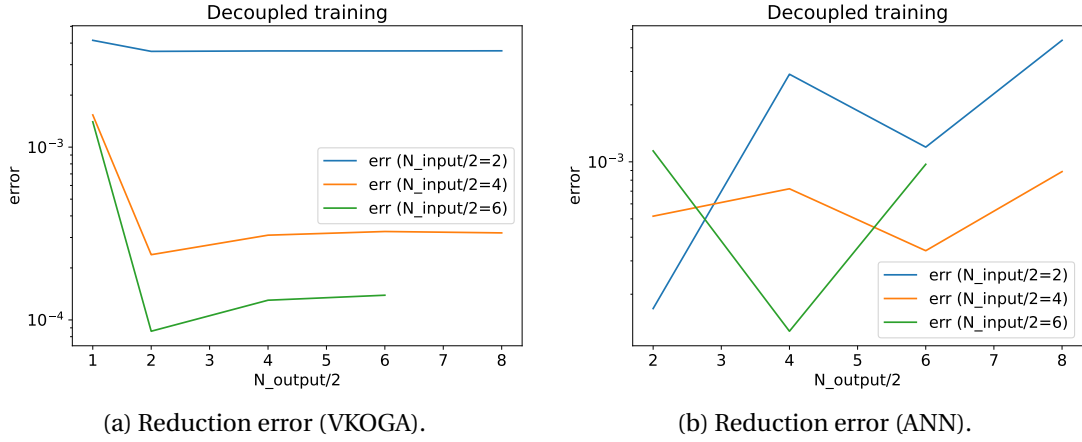 Decoupled training
10^-3
10^-4
error
1 2 3 4 5 6 7 8
N_output/2
err (N_input/2=2)
err (N_input/2=4)
err (N_input/2=6)
(a) Reduction error (VKOGA).
Decoupled training
10^-3
error
2 3 4 5 6 7 8
N_output/2
err (N_input/2=2)
err (N_input/2=4)
err (N_input/2=6)
(b) Reduction error (ANN).